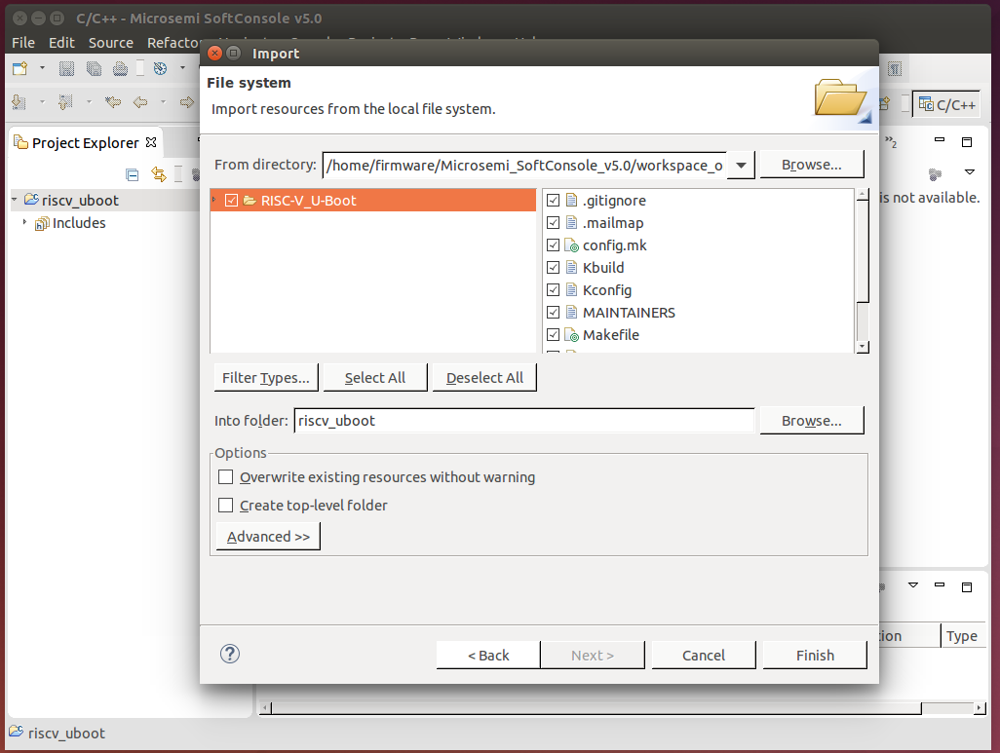 C/C++ - Microsemi SoftConsole v5.0
File Edit Source Refactor
Import
File system
Import resources from the local file system.
C/C++
Project Explorer
From directory: /home/firmware/Microsemi_SoftConsole_v5.0/workspace_o Browse...
2
riscv_uboot
Includes
RISC-V_U-Boot
.gitignore
.mailmap
config.mk
Kbuild
Kconfig
MAINTAINERS
Makefile
is not available.
Filter Types... Select All Deselect All
Into folder: riscv_uboot Browse...
Options
Overwrite existing resources without warning
Create top-level folder
Advanced >>
tion Type
? < Back Next > Cancel Finish
riscv_uboot